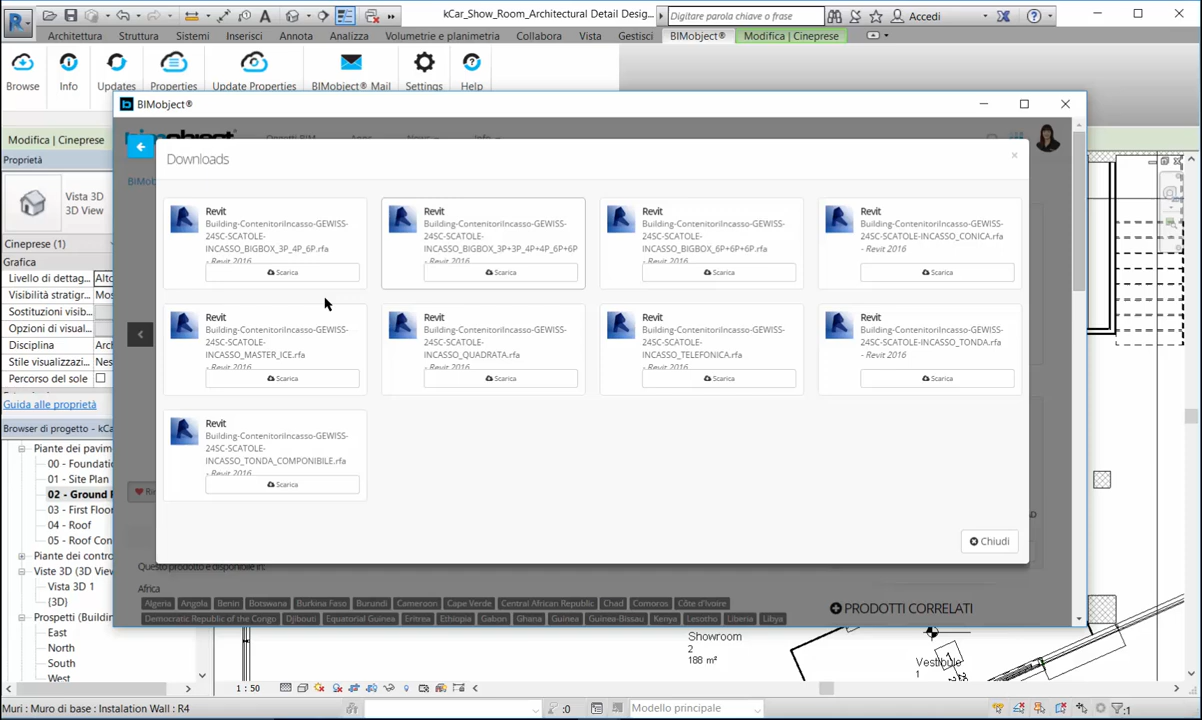 kCar_Show_Room_Architectural Detail Desig...
Digitare parola chiave o frase
Accedi
Architettura Struttura Sistemi Inserisci Annota Analizza Volumetrie e planimetria Collabora Vista Gestisci BIMobject® Modifica | Cineprese
Browse Info Updates Properties Update Properties BIMobject® Mail Settings Help
BIMobject®
Modifica | Cineprese
Proprietà
Vista 3D
3D View
Cineprese (1)
Grafica
Livello di dettag... Alto
Visibilità stratigr... Mos
Sostituzioni visib...
Opzioni di visual...
Disciplina Arc
Stile visualizzazi... Nes
Percorso del sole
Guida alle proprietà
Browser di progetto - kCa
Piante dei pavim
00 - Foundatio
01 - Site Plan
02 - Ground F
03 - First Floor
04 - Roof
05 - Roof Con
Piante dei contro
Viste 3D (3D View
Vista 3D 1
{3D}
Prospetti (Buildin
East
North
South
West
Downloads
Revit
Building-ContenitoriIncasso-GEWISS-
24SC-SCATOLE-
INCASSO_BIGBOX_3P_4P_6P.rfa
- Revit 2016
Scarica
Revit
Building-ContenitoriIncasso-GEWISS-
24SC-SCATOLE-
INCASSO_BIGBOX_3P+3P_4P+4P_6P+6P
- Revit 2016
Scarica
Revit
Building-ContenitoriIncasso-GEWISS-
24SC-SCATOLE-
INCASSO_BIGBOX_6P+6P+6P.rfa
- Revit 2016
Scarica
Revit
Building-ContenitoriIncasso-GEWISS-
24SC-SCATOLE-INCASSO_CONICA.rfa
- Revit 2016
Scarica
Revit
Building-ContenitoriIncasso-GEWISS-
24SC-SCATOLE-
INCASSO_MASTER_ICE.rfa
- Revit 2016
Scarica
Revit
Building-ContenitoriIncasso-GEWISS-
24SC-SCATOLE-
INCASSO_QUADRATA.rfa
- Revit 2016
Scarica
Revit
Building-ContenitoriIncasso-GEWISS-
24SC-SCATOLE-
INCASSO_TELEFONICA.rfa
- Revit 2016
Scarica
Revit
Building-ContenitoriIncasso-GEWISS-
24SC-SCATOLE-INCASSO_TONDA.rfa
- Revit 2016
Scarica
Revit
Building-ContenitoriIncasso-GEWISS-
24SC-SCATOLE-
INCASSO_TONDA_COMPONIBILE.rfa
- Revit 2016
Scarica
Chiudi
Questo prodotto è disponibile in:
Africa
Algeria Angola Benin Botswana Burkina Faso Burundi Cameroon Cape Verde Central African Republic Chad Comoros Côte d'Ivoire
Democratic Republic of the Congo Djibouti Equatorial Guinea Eritrea Ethiopia Gabon Ghana Guinea Guinea-Bissau Kenya Lesotho Liberia Libya
PRODOTTI CORRELATI
Showroom
2
188 m²
Vestibule
1
1 : 50
Muri : Muro di base : Instalation Wall : R4
:0
Modello principale
:1